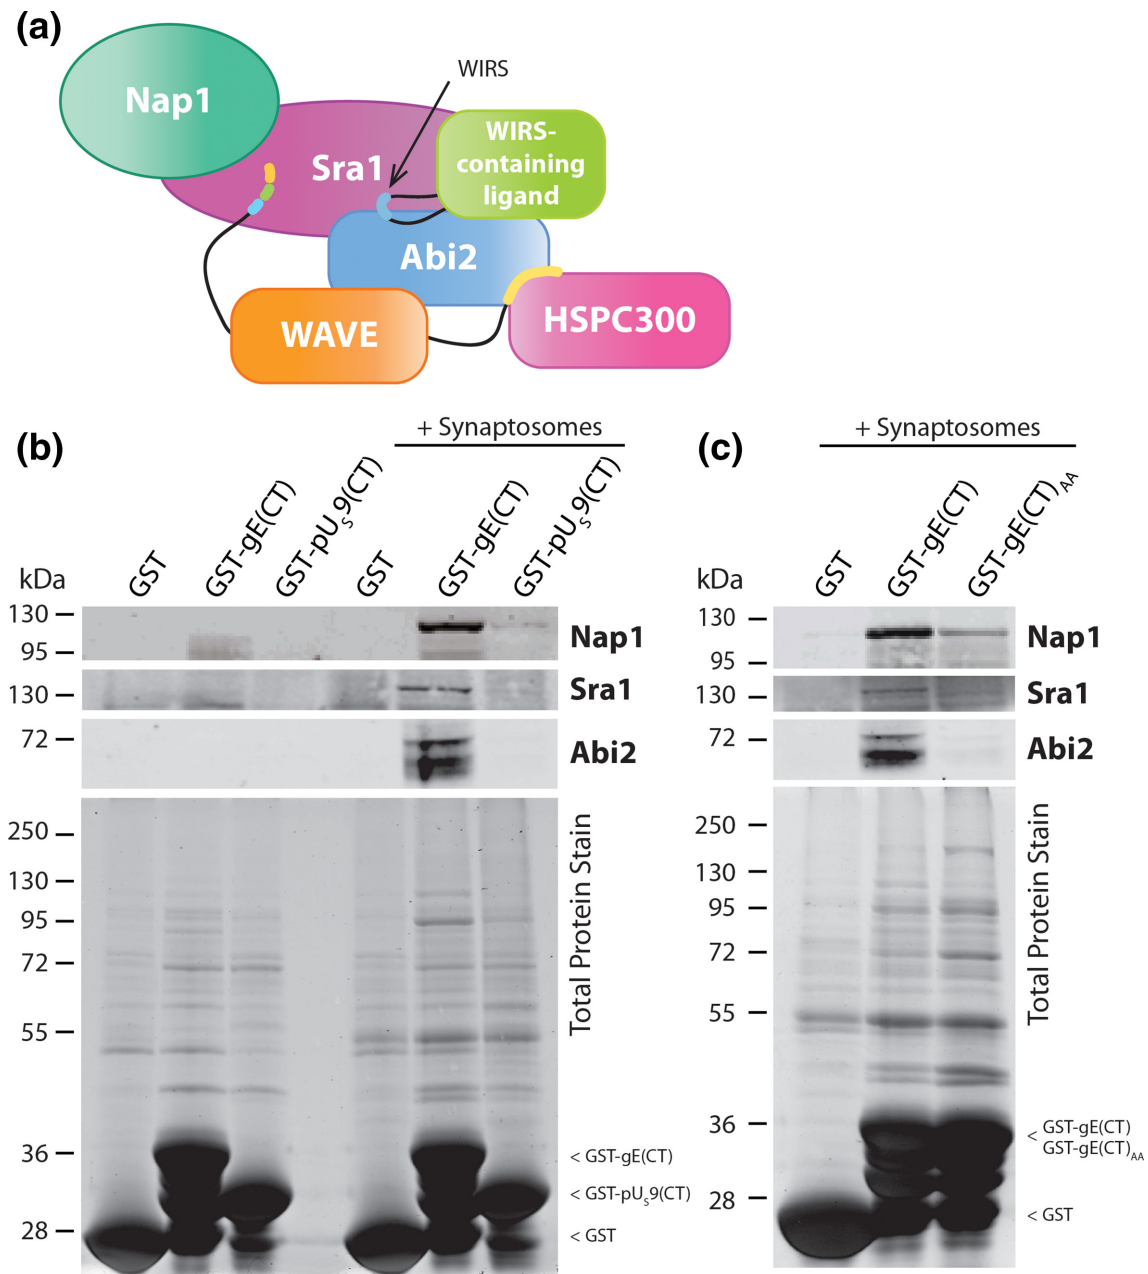 (a)
WIRS
Nap1
Sra1
WIRS-
containing
ligand
Abi2
WAVE
HSPC300
(b)
+ Synaptosomes
kDa
GST
GST-gE(CT)
GST-pUS9(CT)
GST
GST-gE(CT)
GST-pUS9(CT)
130
95
Nap1
130
Sra1
72
Abi2
250
130
95
72
55
36
28
Total Protein Stain
< GST-gE(CT)
< GST-pUS9(CT)
< GST
(c)
+ Synaptosomes
kDa
GST
GST-gE(CT)
GST-gE(CT)AA
130
95
Nap1
130
Sra1
72
Abi2
250
130
95
72
55
36
28
Total Protein Stain
< GST-gE(CT)
GST-gE(CT)AA
< GST